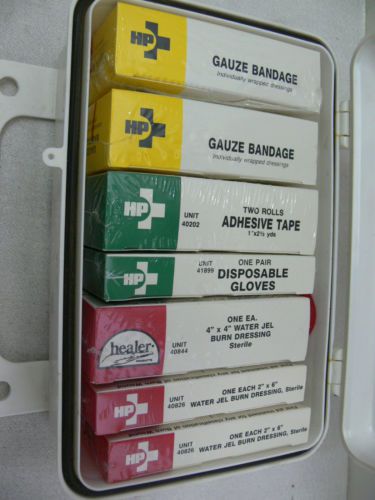 HP
GAUZE BANDAGE
Individually wrapped dressings
HP
GAUZE BANDAGE
Individually wrapped dressings
HP
UNIT
40202
TWO ROLLS
ADHESIVE TAPE
1"x2½ yds
HP
UNIT
41899
ONE PAIR
DISPOSABLE
GLOVES
healer
UNIT
40844
ONE EA.
4" x 4" WATER JEL
BURN DRESSING
Sterile
HP
UNIT
40826
ONE EACH 2" x 6"
WATER JEL BURN DRESSING, Sterile
HP
UNIT
40826
ONE EACH 2" x 6"
WATER JEL BURN DRESSING, Sterile